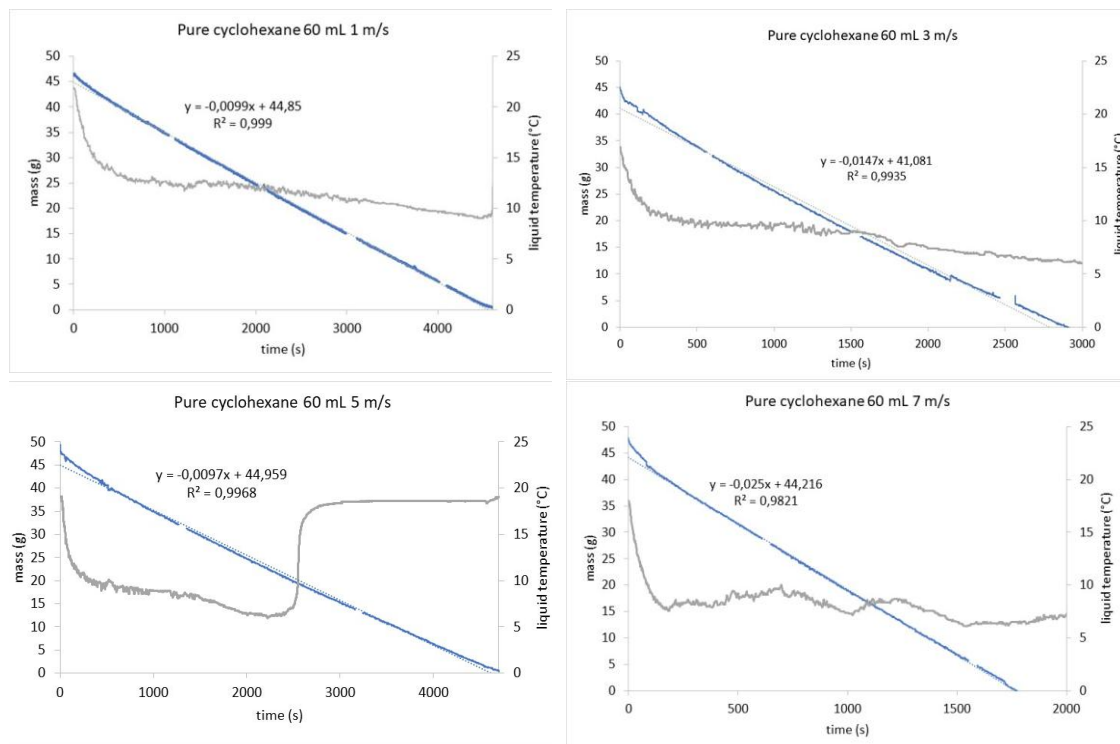 Pure cyclohexane 60 mL 1 m/s
50
45
40
35
30
25
20
15
10
5
0
mass (g)
y = -0,0099x + 44,85
R² = 0,999
25
20
15
10
5
0
liquid temperature (°C)
0 1000 2000 3000 4000
time (s)
Pure cyclohexane 60 mL 3 m/s
50
45
40
35
30
25
20
15
10
5
0
mass (g)
y = -0,0147x + 41,081
R² = 0,9935
25
20
15
10
5
0
liquid temperature (°C)
0 500 1000 1500 2000 2500 3000
time (s)
Pure cyclohexane 60 mL 5 m/s
50
45
40
35
30
25
20
15
10
5
0
mass (g)
y = -0,0097x + 44,959
R² = 0,9968
25
20
15
10
5
0
liquid temperature (°C)
0 1000 2000 3000 4000
time (s)
Pure cyclohexane 60 mL 7 m/s
50
45
40
35
30
25
20
15
10
5
0
mass (g)
y = -0,025x + 44,216
R² = 0,9821
25
20
15
10
5
0
liquid temperature (°C)
0 500 1000 1500 2000
time (s)